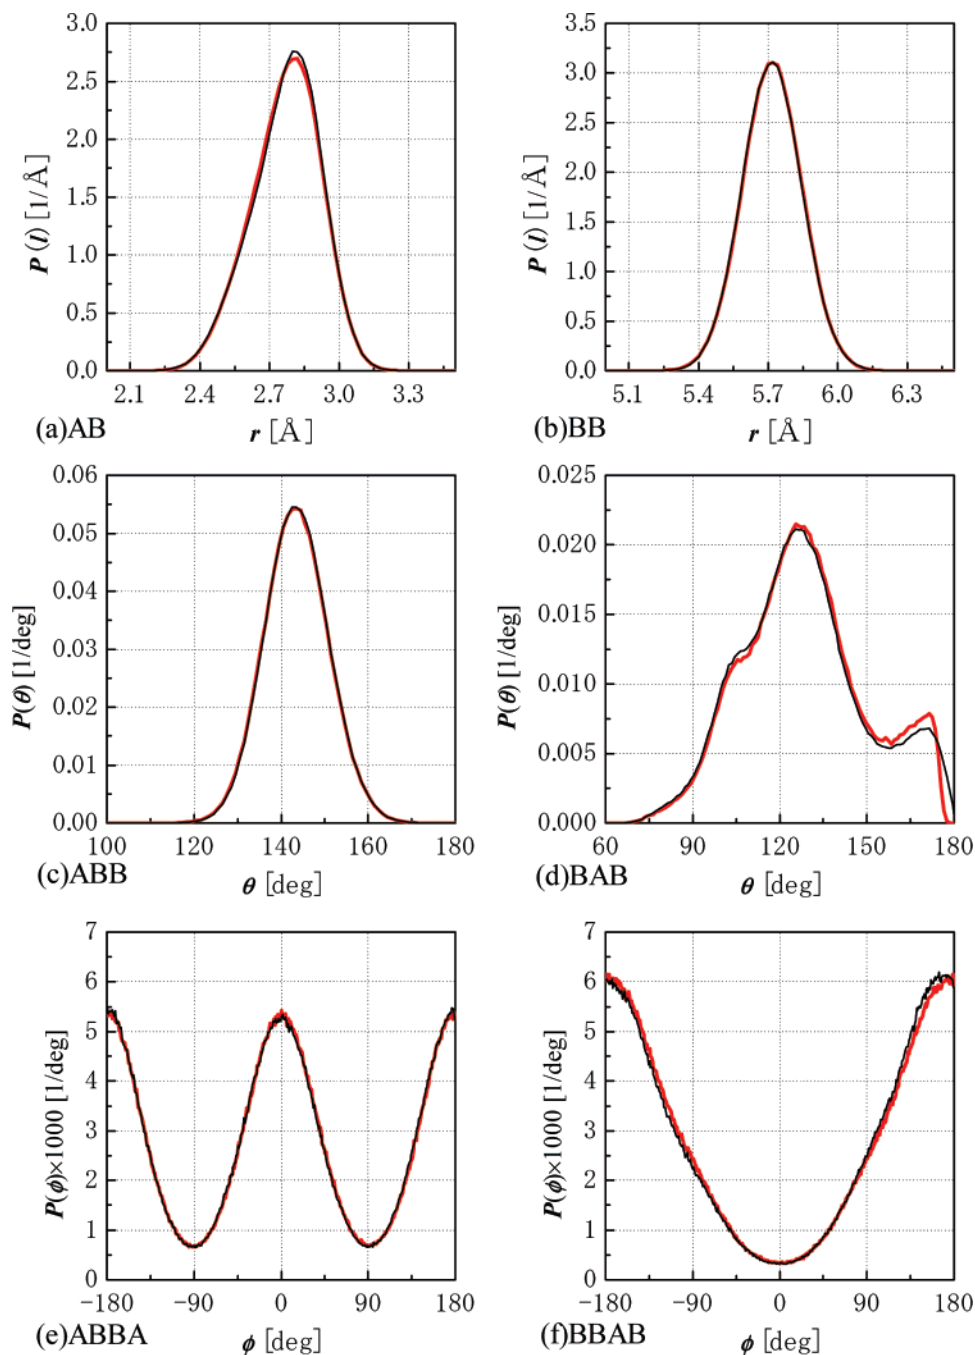 3.0
2.5
2.0
1.5
1.0
0.5
0.0
P(l) [1/Å]
2.1 2.4 2.7 3.0 3.3
(a)AB r [Å]
3.5
3.0
2.5
2.0
1.5
1.0
0.5
0.0
P(l) [1/Å]
5.1 5.4 5.7 6.0 6.3
(b)BB r [Å]
0.06
0.05
0.04
0.03
0.02
0.01
0.00
P(θ) [1/deg]
100 120 140 160 180
(c)ABB θ [deg]
0.025
0.020
0.015
0.010
0.005
0.000
P(θ) [1/deg]
60 90 120 150 180
(d)BAB θ [deg]
7
6
5
4
3
2
1
0
P(ϕ)×1000 [1/deg]
-180 -90 0 90 180
(e)ABBA ϕ [deg]
7
6
5
4
3
2
1
0
P(ϕ)×1000 [1/deg]
-180 -90 0 90 180
(f)BBAB ϕ [deg]